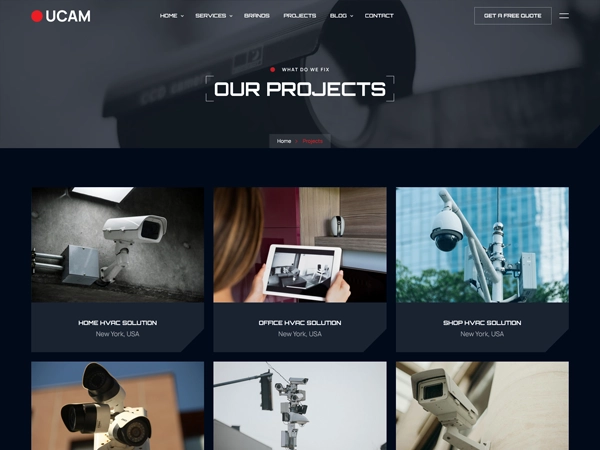 UCAM
HOME
SERVICES
BRANDS
PROJECTS
BLOG
CONTACT
GET A FREE QUOTE
WHAT DO WE FIX
OUR PROJECTS
Home
Projects
HOME HVAC SOLUTION
New York, USA
OFFICE HVAC SOLUTION
New York, USA
SHOP HVAC SOLUTION
New York, USA